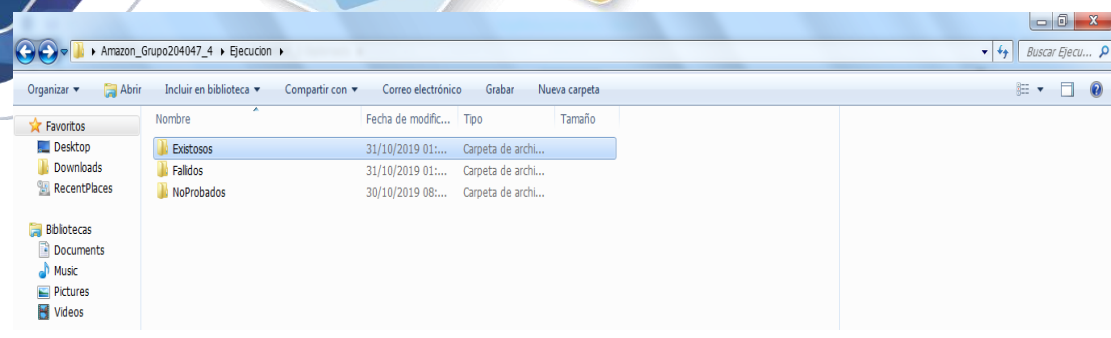 Amazon_Grupo204047_4 ▸ Ejecucion ▸
Buscar Ejecu...
Organizar Abrir Incluir en biblioteca Compartir con Correo electrónico Grabar Nueva carpeta
Favoritos
Desktop
Downloads
RecentPlaces
Bibliotecas
Documents
Music
Pictures
Videos
Nombre Fecha de modific... Tipo Tamaño
Existosos 31/10/2019 01:... Carpeta de archi...
Fallidos 31/10/2019 01:... Carpeta de archi...
NoProbados 30/10/2019 08:... Carpeta de archi...